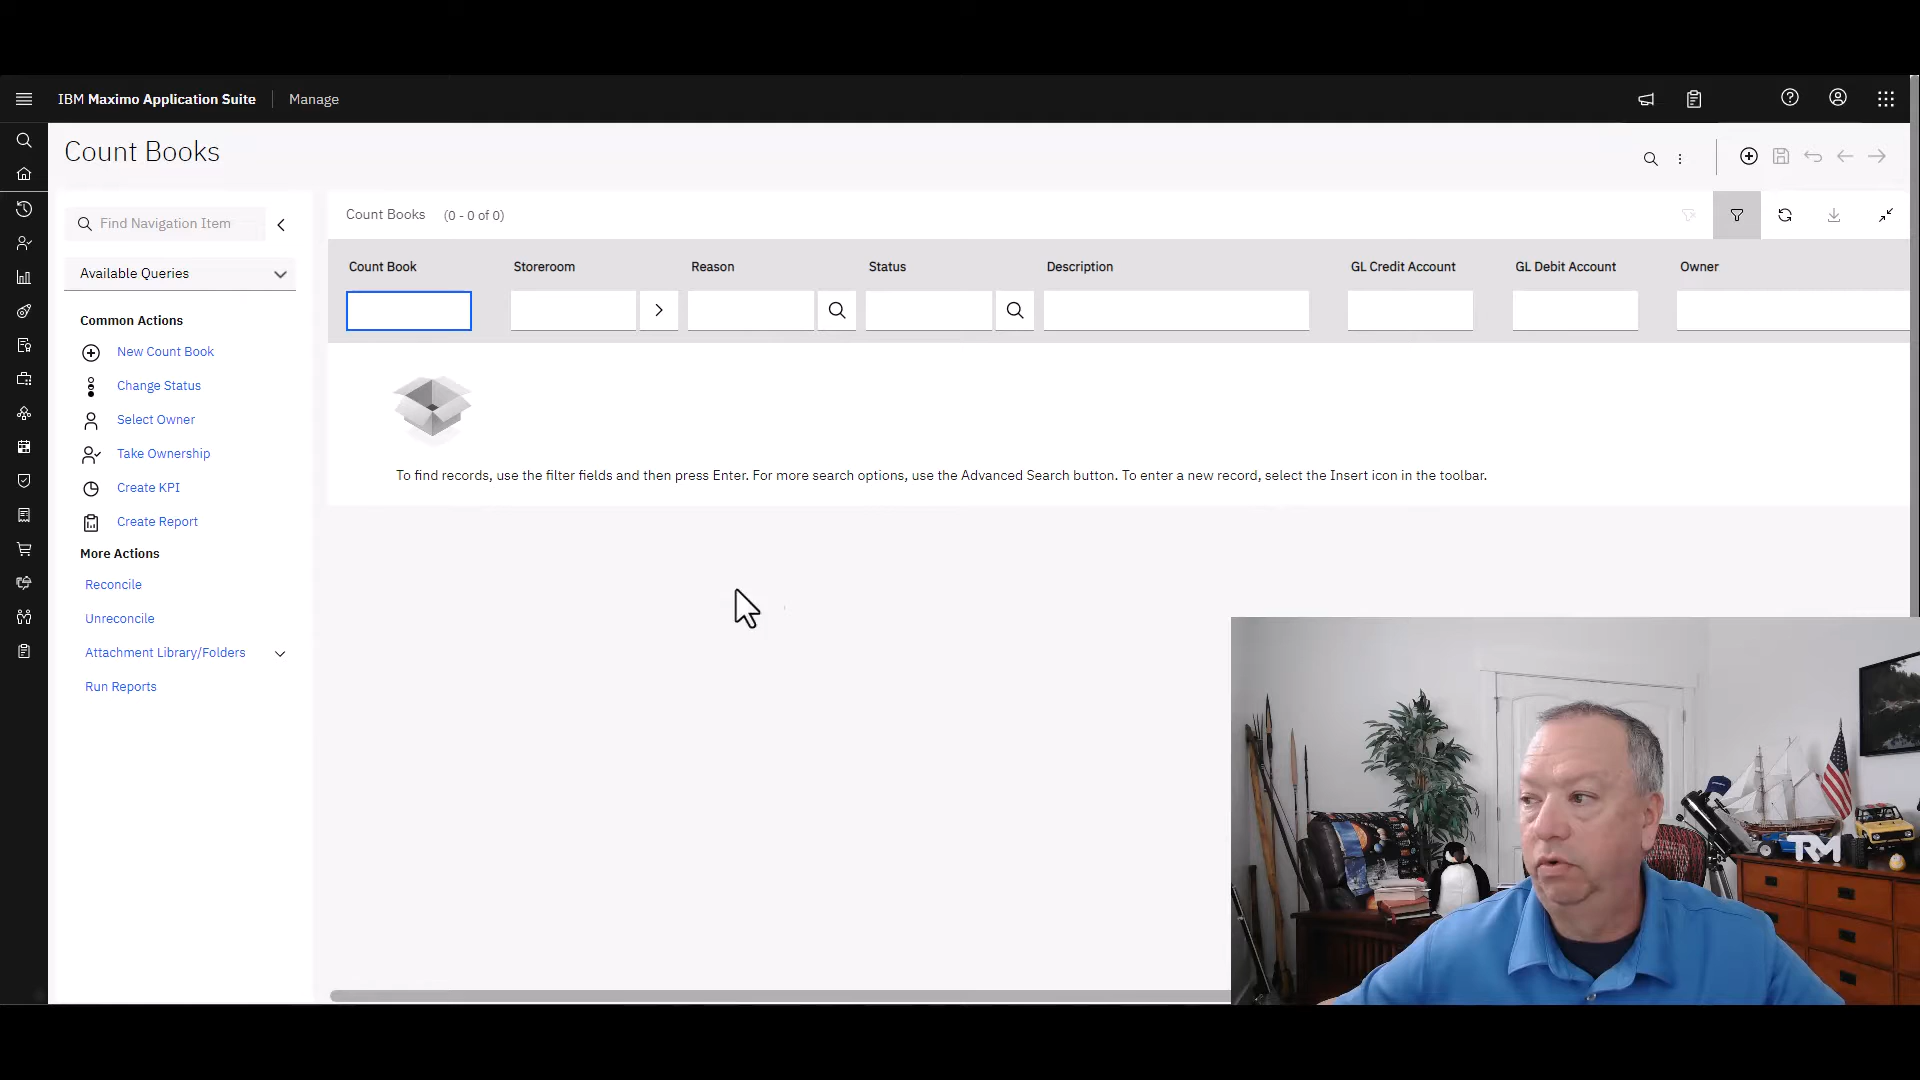 IBM Maximo Application Suite
Manage
Count Books
Find Navigation Item
Available Queries
Common Actions
New Count Book
Change Status
Select Owner
Take Ownership
Create KPI
Create Report
More Actions
Reconcile
Unreconcile
Attachment Library/Folders
Run Reports
Count Books (0 - 0 of 0)
Count Book
Storeroom
Reason
Status
Description
GL Credit Account
GL Debit Account
Owner
To find records, use the filter fields and then press Enter. For more search options, use the Advanced Search button. To enter a new record, select the Insert icon in the toolbar.
TRM